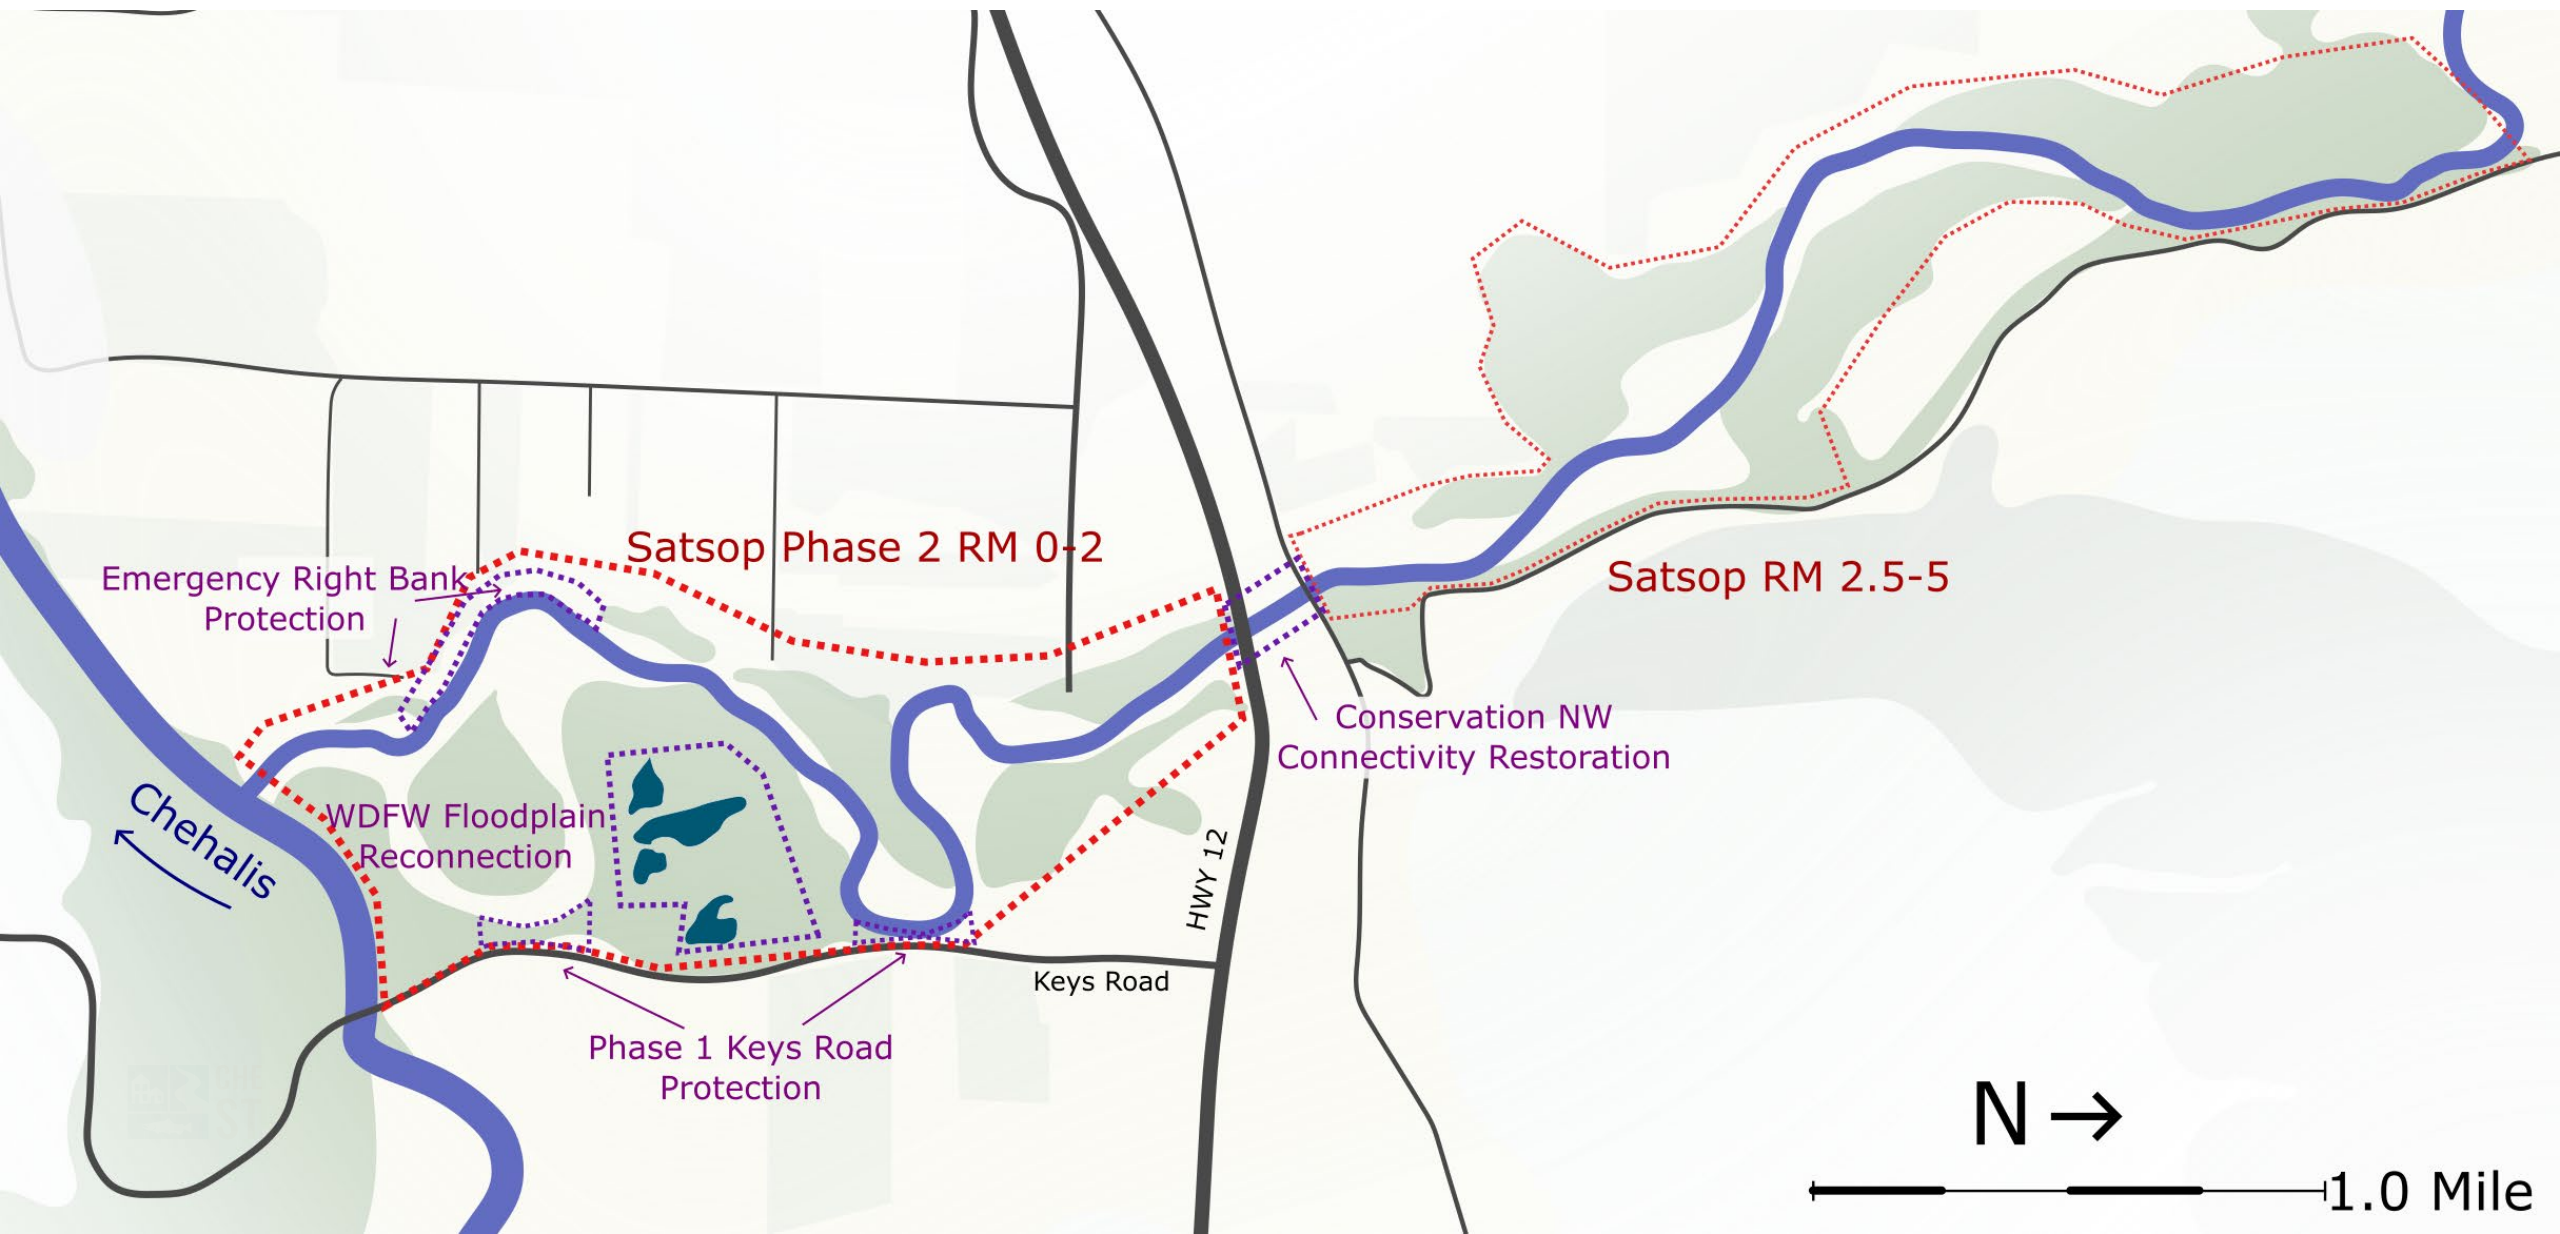 Satsop Phase 2 RM 0-2
Emergency Right Bank
Protection
Satsop RM 2.5-5
Conservation NW
Connectivity Restoration
Chehalis
WDFW Floodplain
Reconnection
HWY 12
Keys Road
Phase 1 Keys Road
Protection
N
1.0 Mile